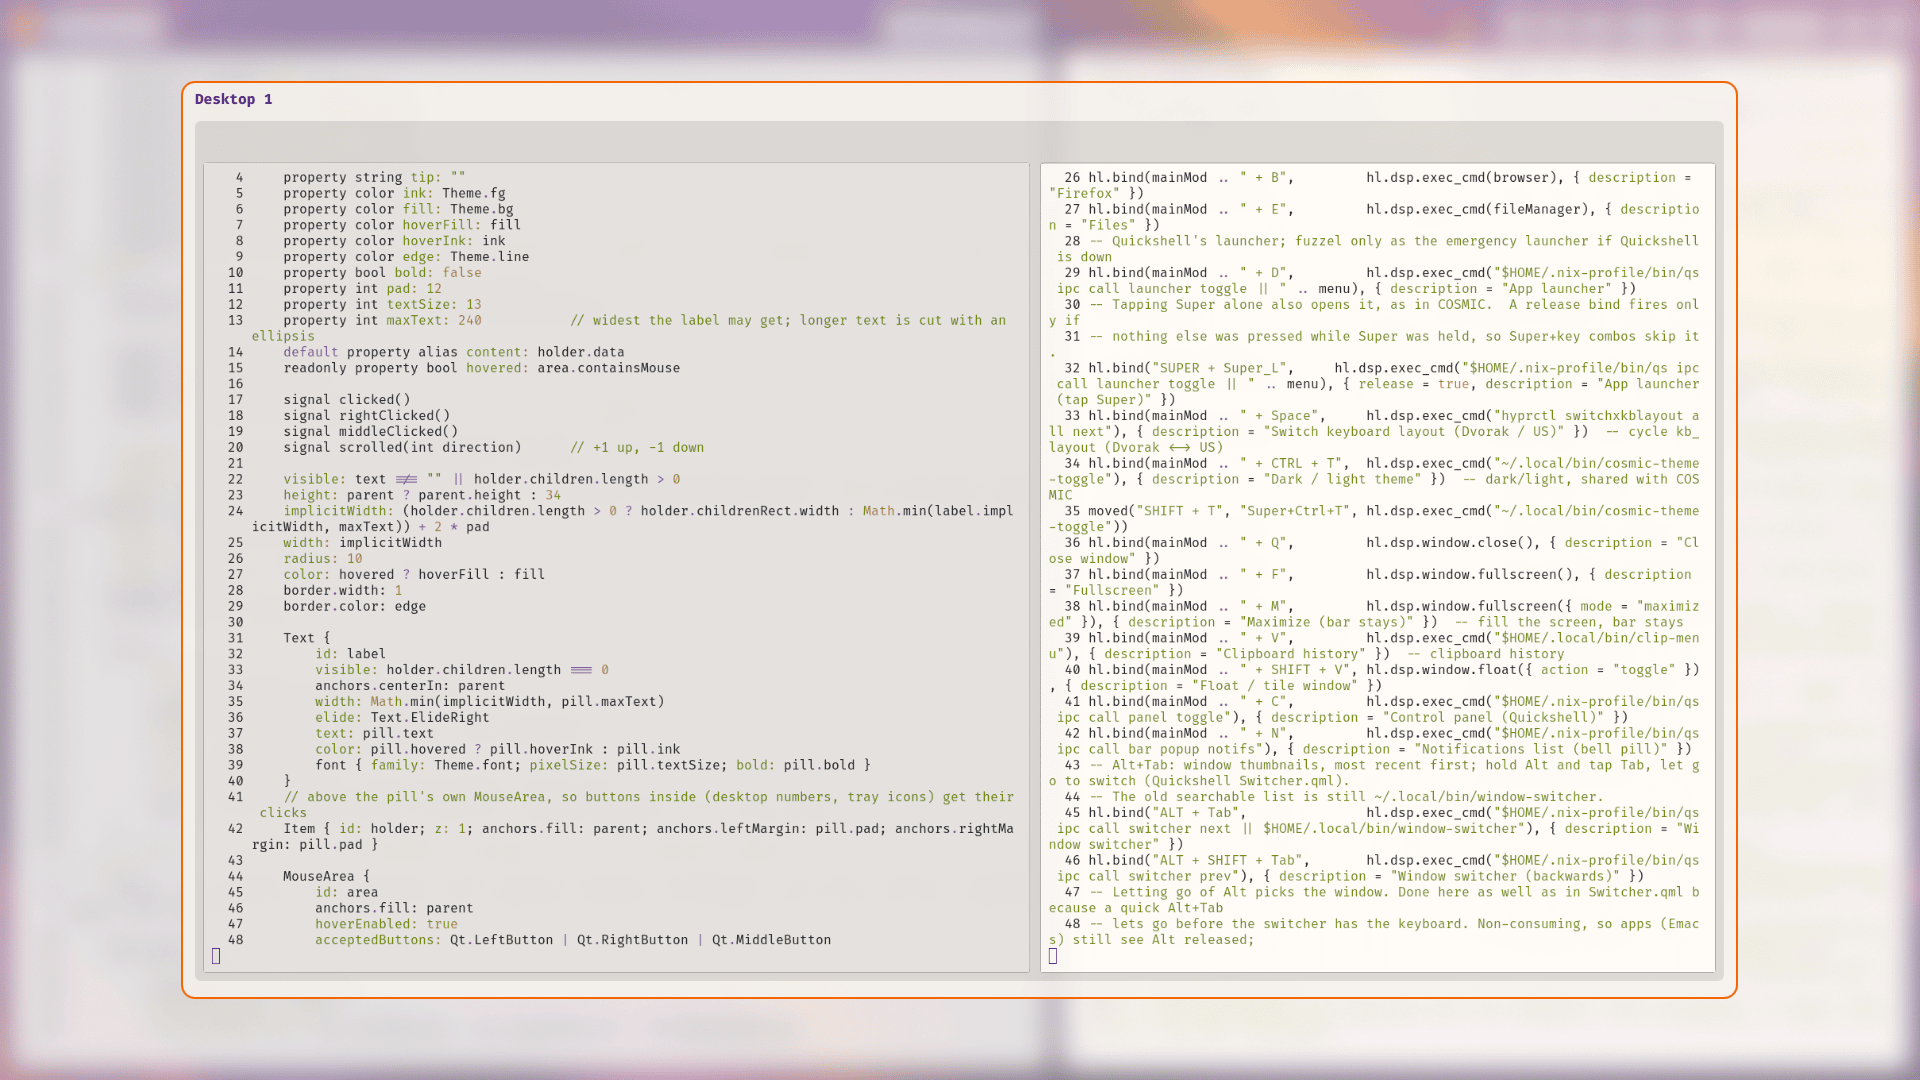 Desktop 1
4     property string tip: ""
5     property color ink: Theme.fg
6     property color fill: Theme.bg
7     property color hoverFill: fill
8     property color hoverInk: ink
9     property color edge: Theme.line
10     property bool bold: false
11     property int pad: 12
12     property int textSize: 13
13     property int maxText: 240           // widest the label may get; longer text is cut with an
ellipsis
14     default property alias content: holder.data
15     readonly property bool hovered: area.containsMouse
16
17     signal clicked()
18     signal rightClicked()
19     signal middleClicked()
20     signal scrolled(int direction)      // +1 up, -1 down
21
22     visible: text !== "" || holder.children.length > 0
23     height: parent ? parent.height : 34
24     implicitWidth: (holder.children.length > 0 ? holder.childrenRect.width : Math.min(label.impl
icitWidth, maxText)) + 2 * pad
25     width: implicitWidth
26     radius: 10
27     color: hovered ? hoverFill : fill
28     border.width: 1
29     border.color: edge
30
31     Text {
32         id: label
33         visible: holder.children.length === 0
34         anchors.centerIn: parent
35         width: Math.min(implicitWidth, pill.maxText)
36         elide: Text.ElideRight
37         text: pill.text
38         color: pill.hovered ? pill.hoverInk : pill.ink
39         font { family: Theme.font; pixelSize: pill.textSize; bold: pill.bold }
40     }
41     // above the pill's own MouseArea, so buttons inside (desktop numbers, tray icons) get their
clicks
42     Item { id: holder; z: 1; anchors.fill: parent; anchors.leftMargin: pill.pad; anchors.rightMa
rgin: pill.pad }
43
44     MouseArea {
45         id: area
46         anchors.fill: parent
47         hoverEnabled: true
48         acceptedButtons: Qt.LeftButton | Qt.RightButton | Qt.MiddleButton
26 hl.bind(mainMod .. " + B",         hl.dsp.exec_cmd(browser), { description =
"Firefox" })
27 hl.bind(mainMod .. " + E",         hl.dsp.exec_cmd(fileManager), { descriptio
n = "Files" })
28 -- Quickshell's launcher; fuzzel only as the emergency launcher if Quickshell
is down
29 hl.bind(mainMod .. " + D",         hl.dsp.exec_cmd("$HOME/.nix-profile/bin/qs
ipc call launcher toggle || " .. menu), { description = "App launcher" })
30 -- Tapping Super alone also opens it, as in COSMIC.  A release bind fires onl
y if
31 -- nothing else was pressed while Super was held, so Super+key combos skip it
.
32 hl.bind("SUPER + Super_L",     hl.dsp.exec_cmd("$HOME/.nix-profile/bin/qs ipc
call launcher toggle || " .. menu), { release = true, description = "App launcher
(tap Super)" })
33 hl.bind(mainMod .. " + Space",     hl.dsp.exec_cmd("hyprctl switchxkblayout a
ll next"), { description = "Switch keyboard layout (Dvorak / US)" })  -- cycle kb_
layout (Dvorak <-> US)
34 hl.bind(mainMod .. " + CTRL + T",  hl.dsp.exec_cmd("~/.local/bin/cosmic-theme
-toggle"), { description = "Dark / light theme" })  -- dark/light, shared with COS
MIC
35 moved("SHIFT + T", "Super+Ctrl+T", hl.dsp.exec_cmd("~/.local/bin/cosmic-theme
-toggle"))
36 hl.bind(mainMod .. " + Q",         hl.dsp.window.close(), { description = "Cl
ose window" })
37 hl.bind(mainMod .. " + F",         hl.dsp.window.fullscreen(), { description
= "Fullscreen" })
38 hl.bind(mainMod .. " + M",         hl.dsp.window.fullscreen({ mode = "maximiz
ed" }), { description = "Maximize (bar stays)" })  -- fill the screen, bar stays
39 hl.bind(mainMod .. " + V",         hl.dsp.exec_cmd("$HOME/.local/bin/clip-men
u"), { description = "Clipboard history" })  -- clipboard history
40 hl.bind(mainMod .. " + SHIFT + V", hl.dsp.window.float({ action = "toggle" })
, { description = "Float / tile window" })
41 hl.bind(mainMod .. " + C",         hl.dsp.exec_cmd("$HOME/.nix-profile/bin/qs
ipc call panel toggle"), { description = "Control panel (Quickshell)" })
42 hl.bind(mainMod .. " + N",         hl.dsp.exec_cmd("$HOME/.nix-profile/bin/qs
ipc call bar popup notifs"), { description = "Notifications list (bell pill)" })
43 -- Alt+Tab: window thumbnails, most recent first; hold Alt and tap Tab, let g
o to switch (Quickshell Switcher.qml).
44 -- The old searchable list is still ~/.local/bin/window-switcher.
45 hl.bind("ALT + Tab",               hl.dsp.exec_cmd("$HOME/.nix-profile/bin/qs
ipc call switcher next || $HOME/.local/bin/window-switcher"), { description = "Wi
ndow switcher" })
46 hl.bind("ALT + SHIFT + Tab",       hl.dsp.exec_cmd("$HOME/.nix-profile/bin/qs
ipc call switcher prev"), { description = "Window switcher (backwards)" })
47 -- Letting go of Alt picks the window. Done here as well as in Switcher.qml b
ecause a quick Alt+Tab
48 -- lets go before the switcher has the keyboard. Non-consuming, so apps (Emac
s) still see Alt released;